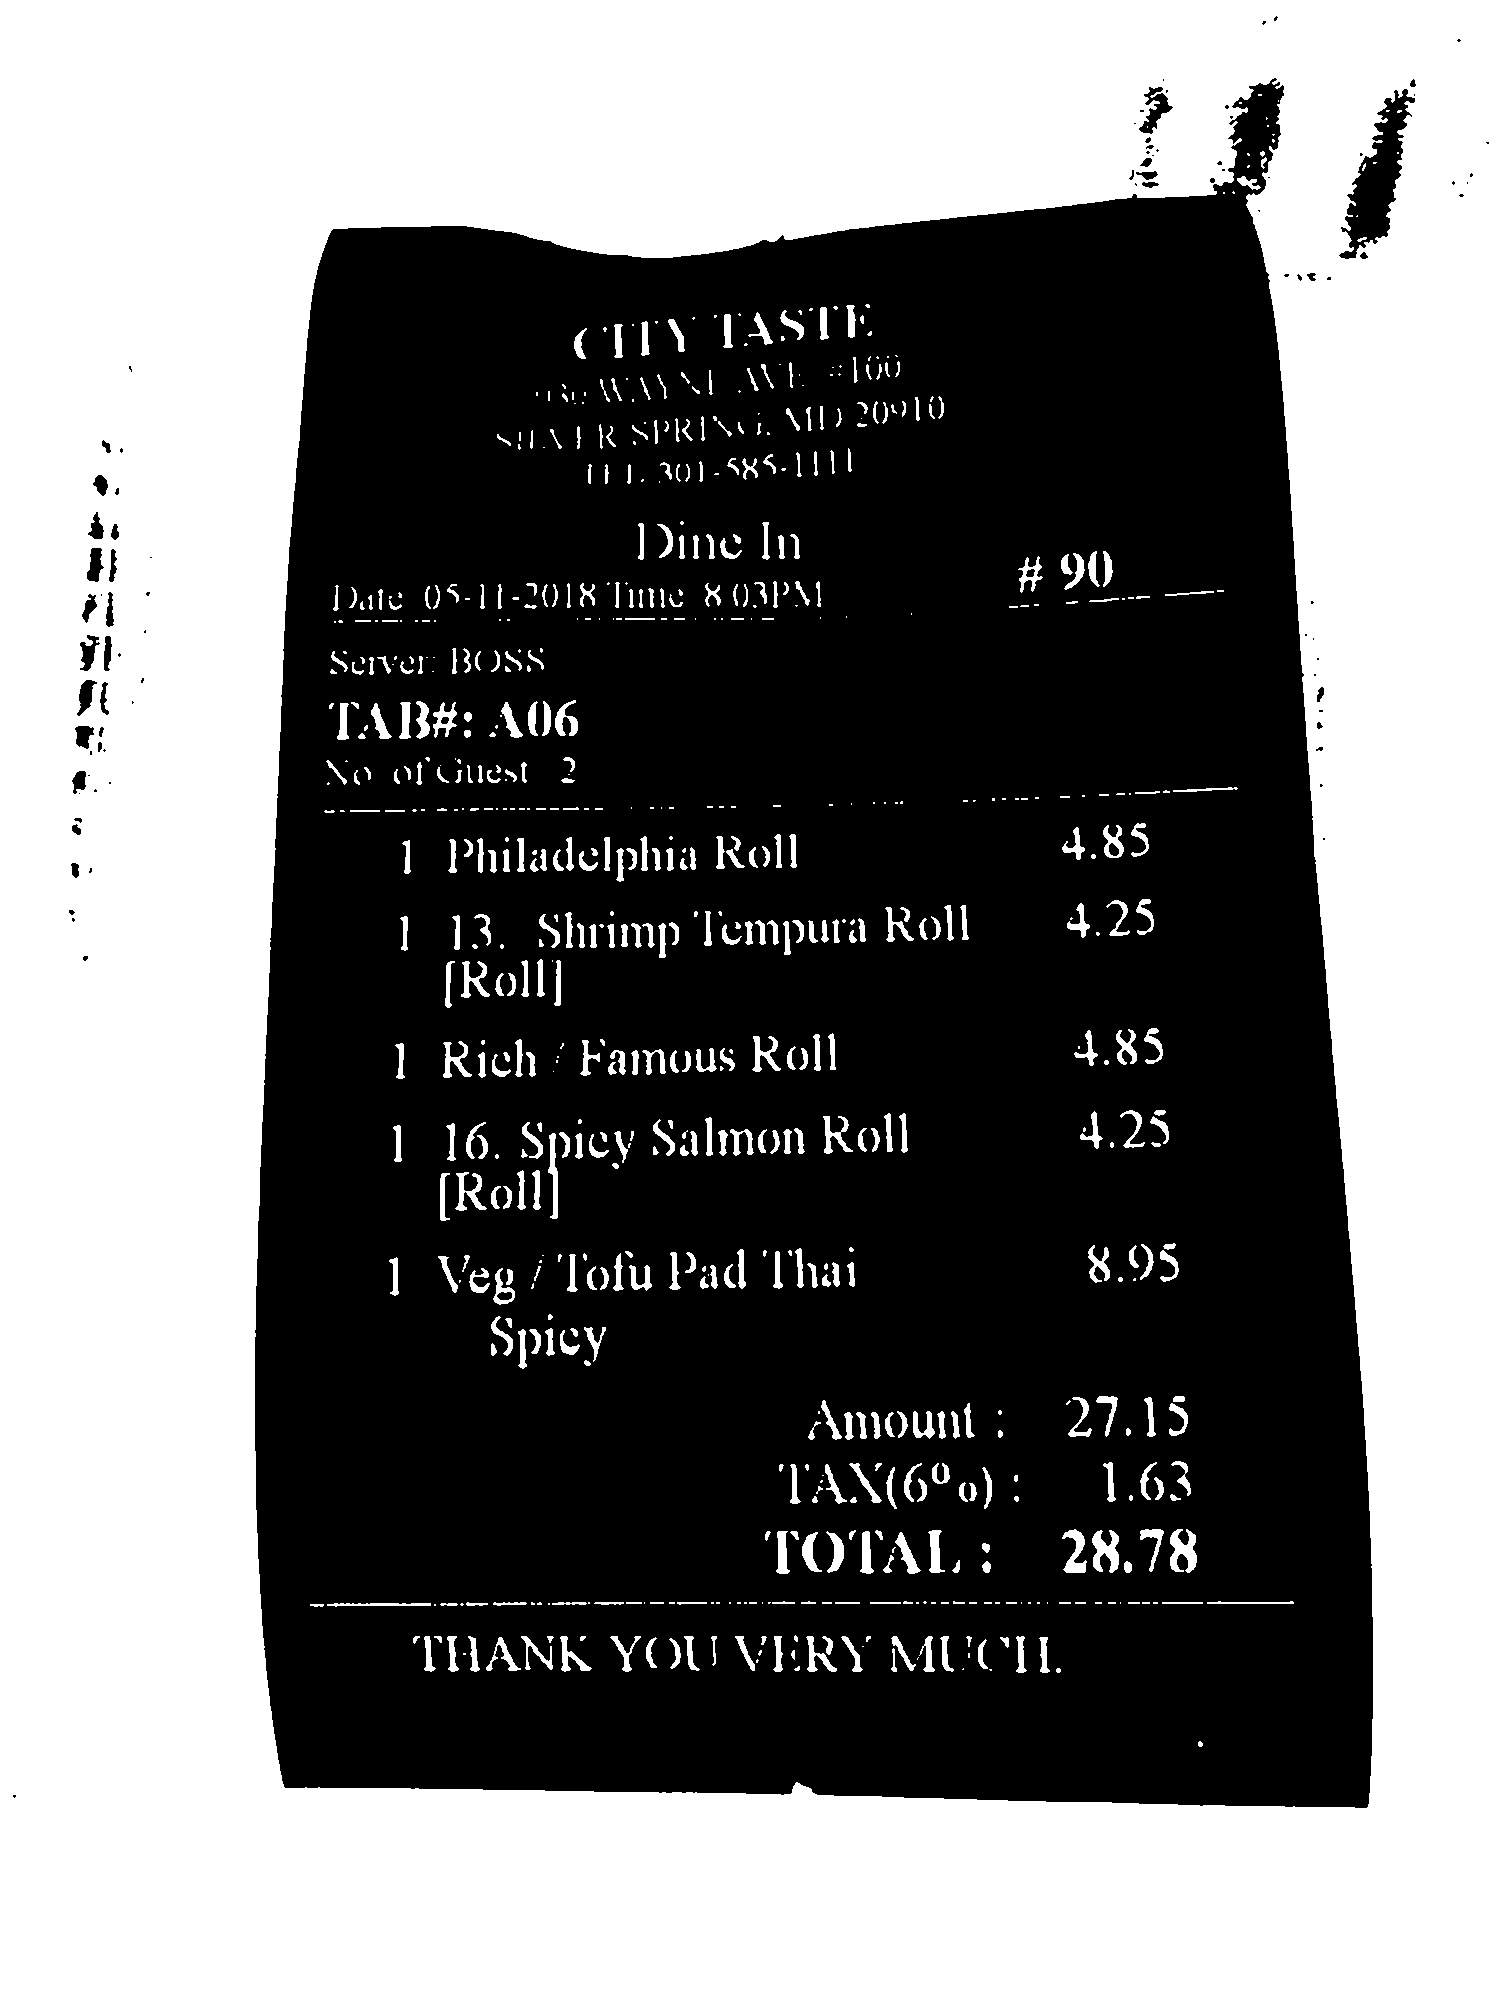 CITY TASTE
WAYNE AVE #100
SILVER SPRING, MD 20910
TEL 301-585-1111
Dine In
# 90
Date 05-11-2018 Time 8:03PM
Server: BOSS
TAB#: A06
No. of Guest 2
1 Philadelphia Roll 4.85
1 13. Shrimp Tempura Roll 4.25
[Roll]
1 Rich / Famous Roll 4.85
1 16. Spicy Salmon Roll 4.25
[Roll]
1 Veg / Tofu Pad Thai 8.95
Spicy
Amount : 27.15
TAX(6%) : 1.63
TOTAL : 28.78
THANK YOU VERY MUCH.